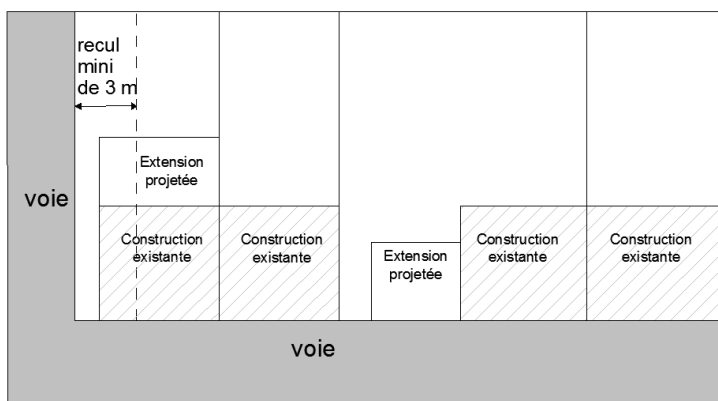 recul
mini
de 3 m
Extension
projetée
voie
Construction
existante
Construction
existante
Extension
projetée
Construction
existante
Construction
existante
voie